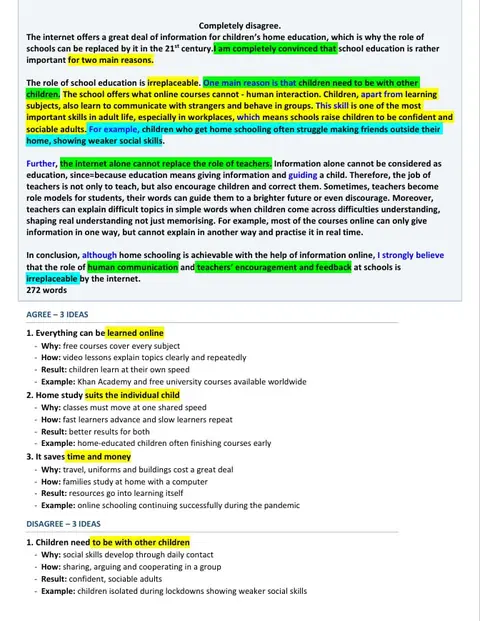 Completely disagree.
The internet offers a great deal of information for children's home education, which is why the role of
schools can be replaced by it in the 21st century.I am completely convinced that school education is rather
important for two main reasons.
The role of school education is irreplaceable. One main reason is that children need to be with other
children. The school offers what online courses cannot - human interaction. Children, apart from learning
subjects, also learn to communicate with strangers and behave in groups. This skill is one of the most
important skills in adult life, especially in workplaces, which means schools raise children to be confident and
sociable adults. For example, children who get home schooling often struggle making friends outside their
home, showing weaker social skills.
Further, the internet alone cannot replace the role of teachers. Information alone cannot be considered as
education, since=because education means giving information and guiding a child. Therefore, the job of
teachers is not only to teach, but also encourage children and correct them. Sometimes, teachers become
role models for students, their words can guide them to a brighter future or even discourage. Moreover,
teachers can explain difficult topics in simple words when children come across difficulties understanding,
shaping real understanding not just memorising. For example, most of the courses online can only give
information in one way, but cannot explain in another way and practise it in real time.
In conclusion, although home schooling is achievable with the help of information online, I strongly believe
that the role of human communication and teachers' encouragement and feedback at schools is
irreplaceable by the internet.
272 words
AGREE – 3 IDEAS
1. Everything can be learned online
- Why: free courses cover every subject
- How: video lessons explain topics clearly and repeatedly
- Result: children learn at their own speed
- Example: Khan Academy and free university courses available worldwide
2. Home study suits the individual child
- Why: classes must move at one shared speed
- How: fast learners advance and slow learners repeat
- Result: better results for both
- Example: home-educated children often finishing courses early
3. It saves time and money
- Why: travel, uniforms and buildings cost a great deal
- How: families study at home with a computer
- Result: resources go into learning itself
- Example: online schooling continuing successfully during the pandemic
DISAGREE – 3 IDEAS
1. Children need to be with other children
- Why: social skills develop through daily contact
- How: sharing, arguing and cooperating in a group
- Result: confident, sociable adults
- Example: children isolated during lockdowns showing weaker social skills